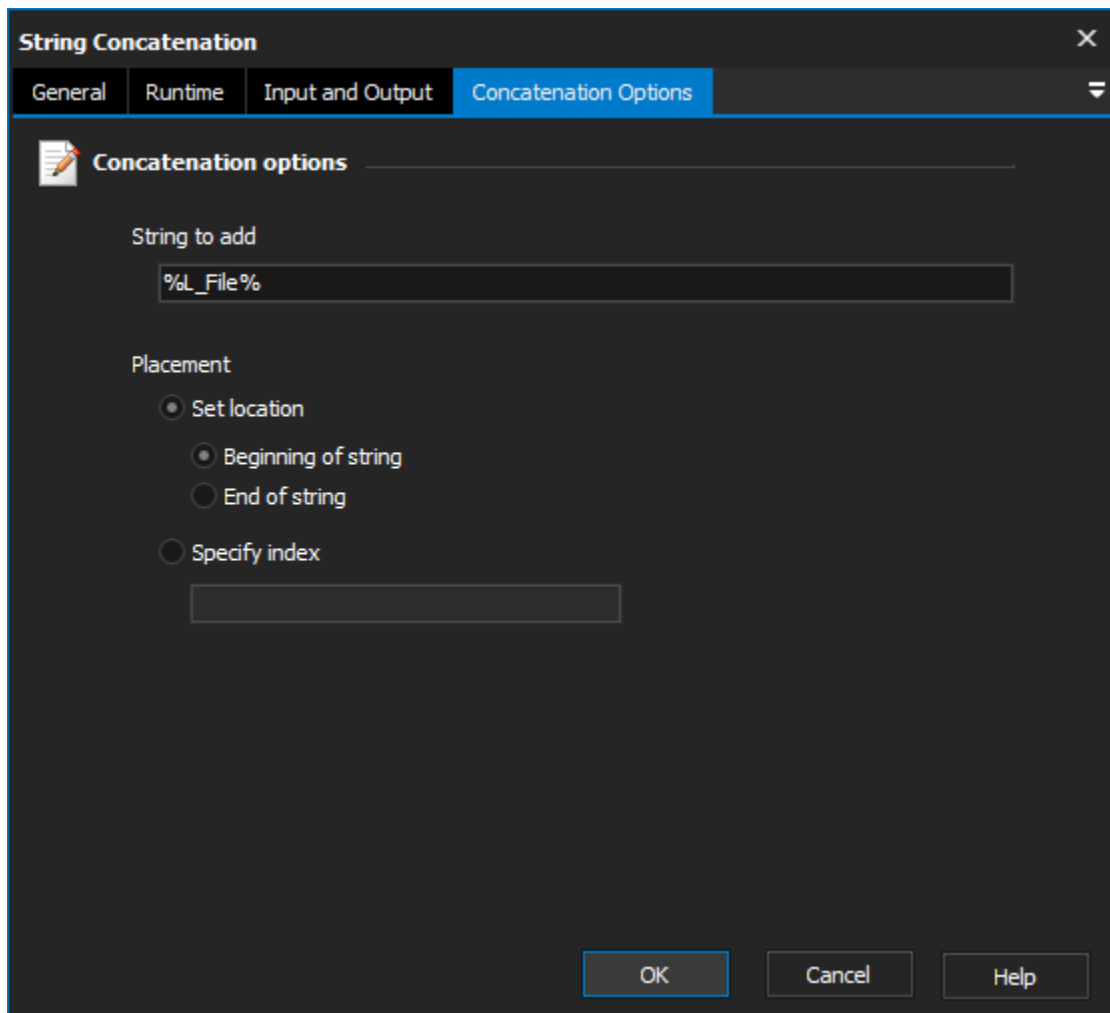 String Concatenation
General Runtime Input and Output Concatenation Options
Concatenation options
String to add
%L_File%
Placement
Set location
Beginning of string
End of string
Specify index
OK Cancel Help